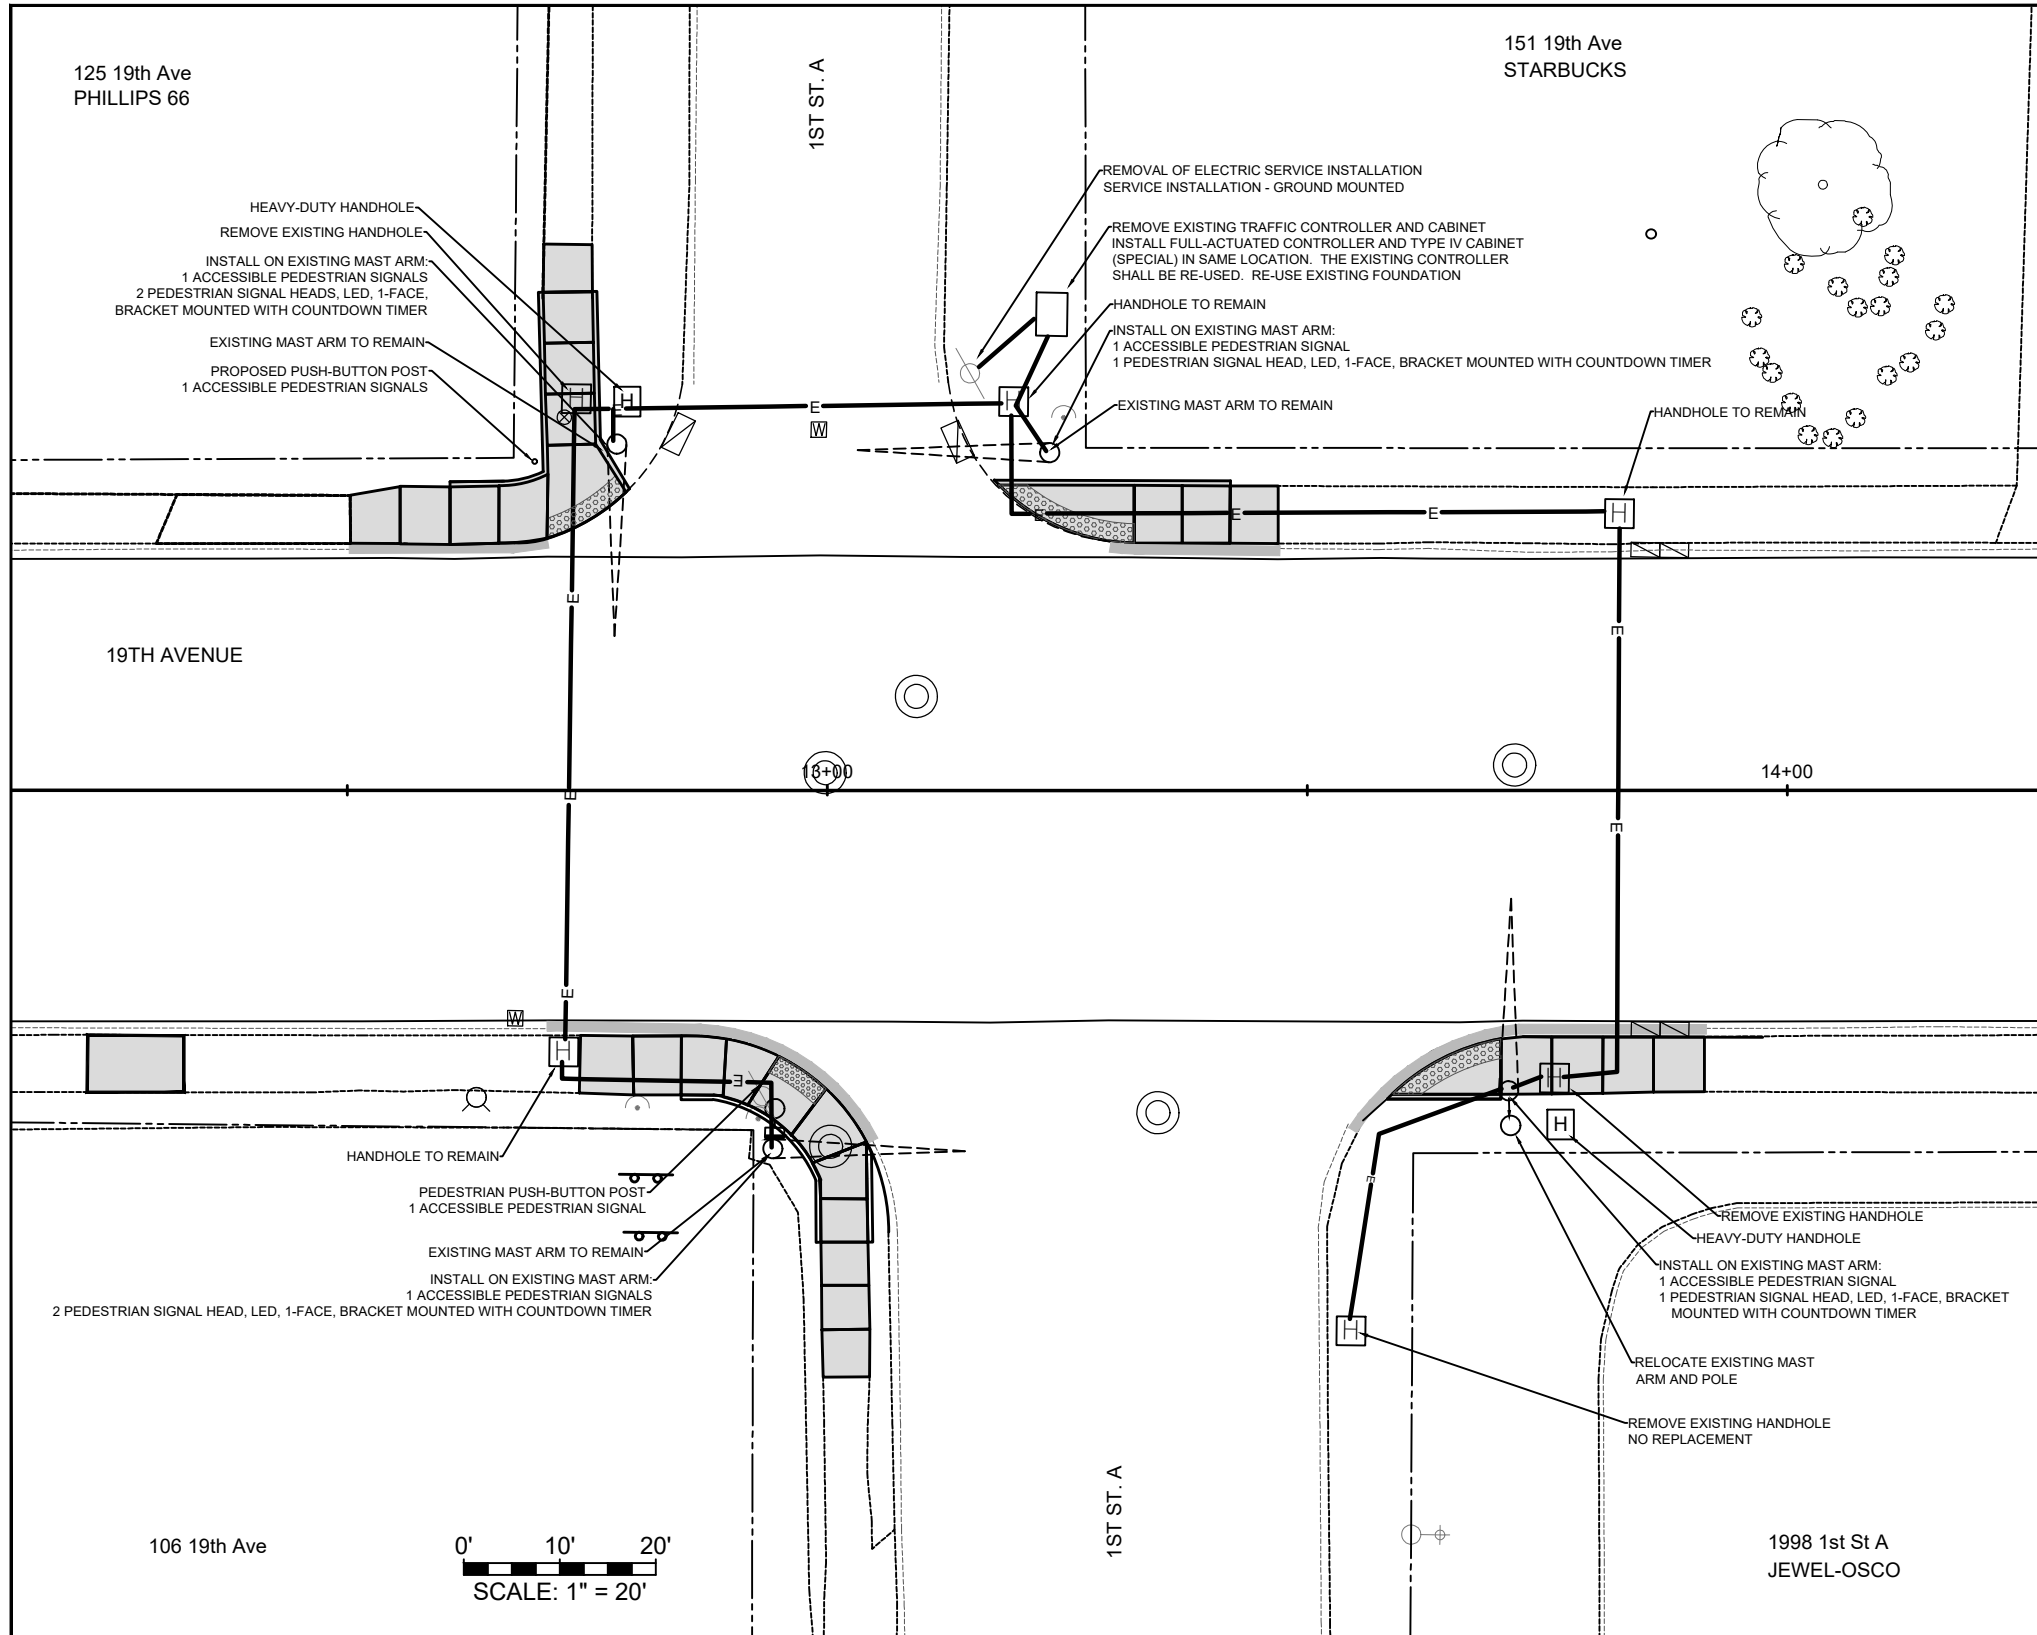 125 19th Ave
PHILLIPS 66
1ST ST. A
151 19th Ave
STARBUCKS
HEAVY-DUTY HANDHOLE
REMOVE EXISTING HANDHOLE
INSTALL ON EXISTING MAST ARM:
1 ACCESSIBLE PEDESTRIAN SIGNALS
2 PEDESTRIAN SIGNAL HEADS, LED, 1-FACE,
BRACKET MOUNTED WITH COUNTDOWN TIMER
EXISTING MAST ARM TO REMAIN
PROPOSED PUSH-BUTTON POST
1 ACCESSIBLE PEDESTRIAN SIGNALS
REMOVAL OF ELECTRIC SERVICE INSTALLATION
SERVICE INSTALLATION - GROUND MOUNTED
REMOVE EXISTING TRAFFIC CONTROLLER AND CABINET
INSTALL FULL-ACTUATED CONTROLLER AND TYPE IV CABINET
(SPECIAL) IN SAME LOCATION. THE EXISTING CONTROLLER
SHALL BE RE-USED. RE-USE EXISTING FOUNDATION
HANDHOLE TO REMAIN
INSTALL ON EXISTING MAST ARM:
1 ACCESSIBLE PEDESTRIAN SIGNAL
1 PEDESTRIAN SIGNAL HEAD, LED, 1-FACE, BRACKET MOUNTED WITH COUNTDOWN TIMER
EXISTING MAST ARM TO REMAIN
HANDHOLE TO REMAIN
H
H
H
E
W
H
E
E
E
E
E
19TH AVENUE
13+00
14+00
E
E
E
W
H
E
H
H
E
H
HANDHOLE TO REMAIN
PEDESTRIAN PUSH-BUTTON POST
1 ACCESSIBLE PEDESTRIAN SIGNAL
EXISTING MAST ARM TO REMAIN
INSTALL ON EXISTING MAST ARM:
1 ACCESSIBLE PEDESTRIAN SIGNALS
2 PEDESTRIAN SIGNAL HEAD, LED, 1-FACE, BRACKET MOUNTED WITH COUNTDOWN TIMER
REMOVE EXISTING HANDHOLE
HEAVY-DUTY HANDHOLE
INSTALL ON EXISTING MAST ARM:
1 ACCESSIBLE PEDESTRIAN SIGNAL
1 PEDESTRIAN SIGNAL HEAD, LED, 1-FACE, BRACKET
MOUNTED WITH COUNTDOWN TIMER
RELOCATE EXISTING MAST
ARM AND POLE
REMOVE EXISTING HANDHOLE
NO REPLACEMENT
1ST ST. A
106 19th Ave
0' 10' 20'
SCALE: 1" = 20'
1998 1st St A
JEWEL-OSCO